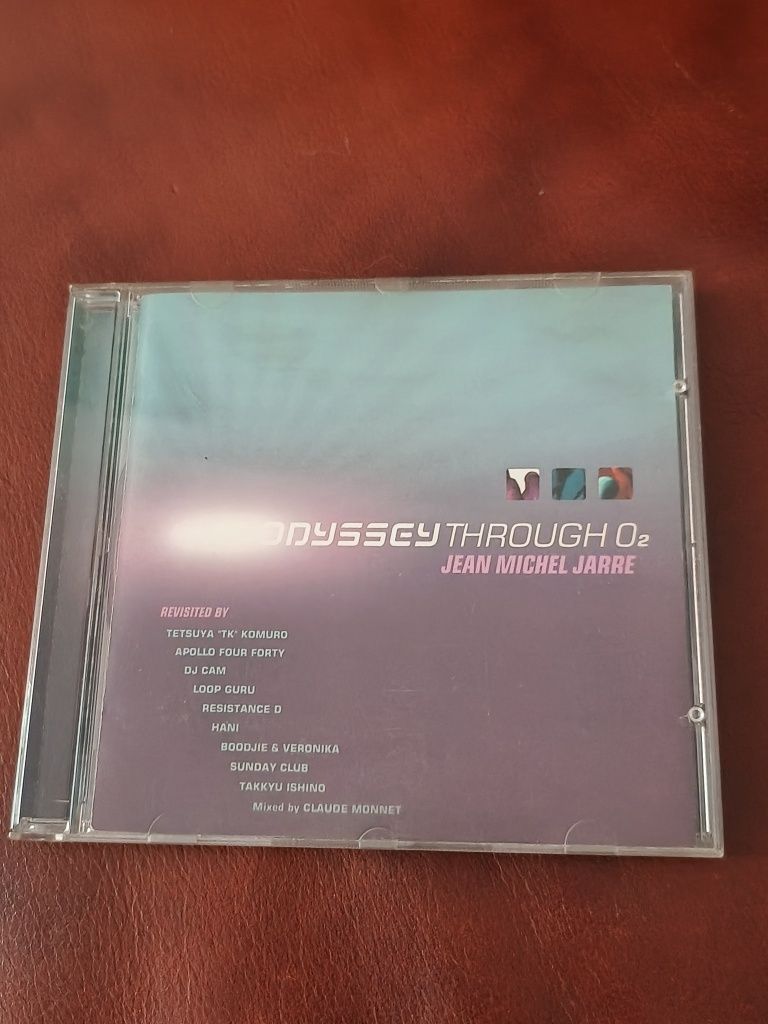 ODYSSEY THROUGH O₂
JEAN MICHEL JARRE
REVISITED BY
TETSUYA "TK" KOMURO
APOLLO FOUR FORTY
DJ CAM
LOOP GURU
RESISTANCE D
HANI
BOODJIE & VERONIKA
SUNDAY CLUB
TAKKYU ISHINO
Mixed by CLAUDE MONNET